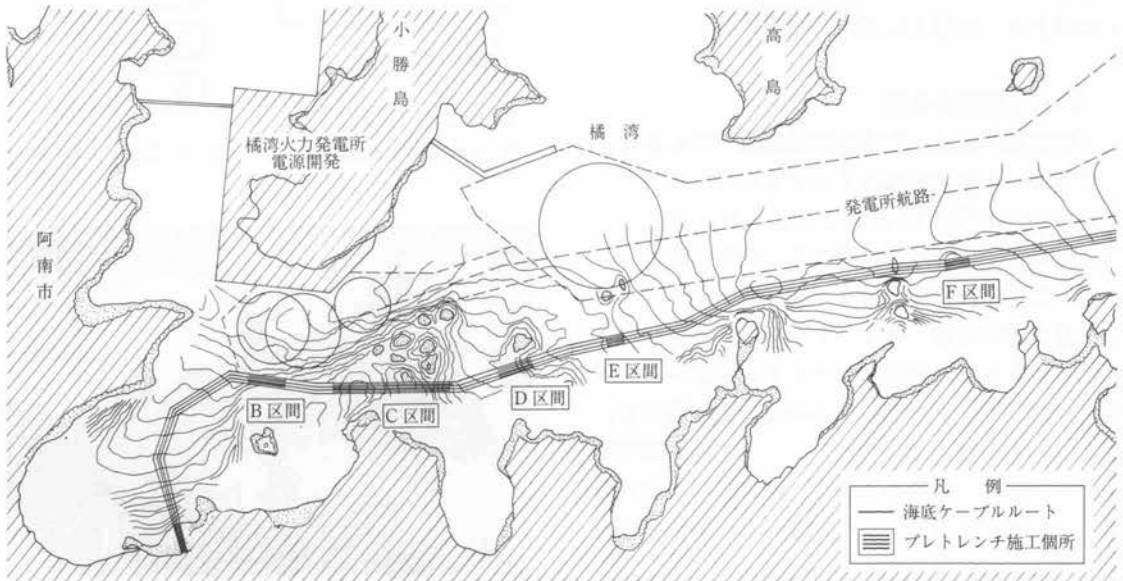 小勝島
高島
橘湾
橘湾火力発電所
電源開発
発電所航路
阿南市
F区間
E区間
D区間
B区間
C区間
凡例
海底ケーブルルート
プレトレンチ施工個所